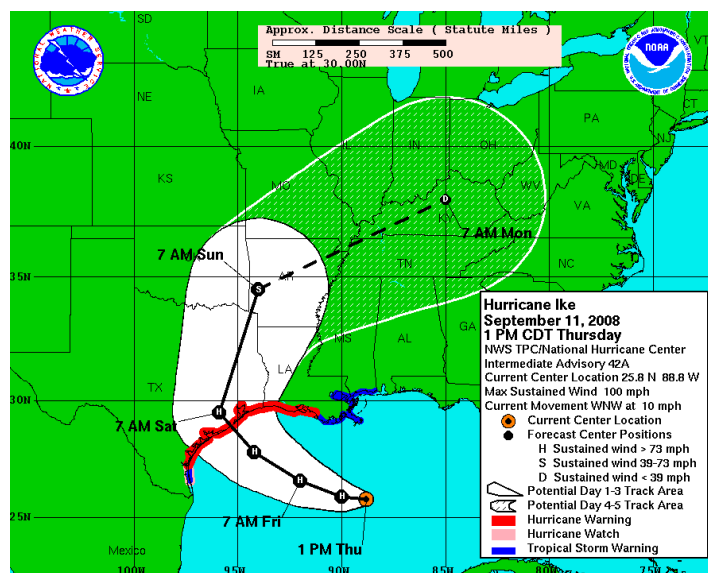 SD
Approx. Distance Scale ( Statute Miles )
SM 125 250 375 500
True at 30.00N
NATIONAL WEATHER SERVICE
NOAA
VT
NE
IA
CT
PA
NJ
40N
IL
IN
OH
MD
DE
KS
MO
WV
VA
D
KY
7 AM Sun
7 AM Mon
TN
NC
35N
S
AR
MS
AL
GA
LA
TX
30N
H
7 AM Sat
H
H
H
7 AM Fri
25N
1 PM Thu
Mexico
100W
95W
90W
85W
80W
75W
Hurricane Ike
September 11, 2008
1 PM CDT Thursday
NWS TPC/National Hurricane Center
Intermediate Advisory 42A
Current Center Location 25.8 N 88.8 W
Max Sustained Wind 100 mph
Current Movement WNW at 10 mph
Current Center Location
Forecast Center Positions
H Sustained wind > 73 mph
S Sustained wind 39-73 mph
D Sustained wind < 39 mph
Potential Day 1-3 Track Area
Potential Day 4-5 Track Area
Hurricane Warning
Hurricane Watch
Tropical Storm Warning